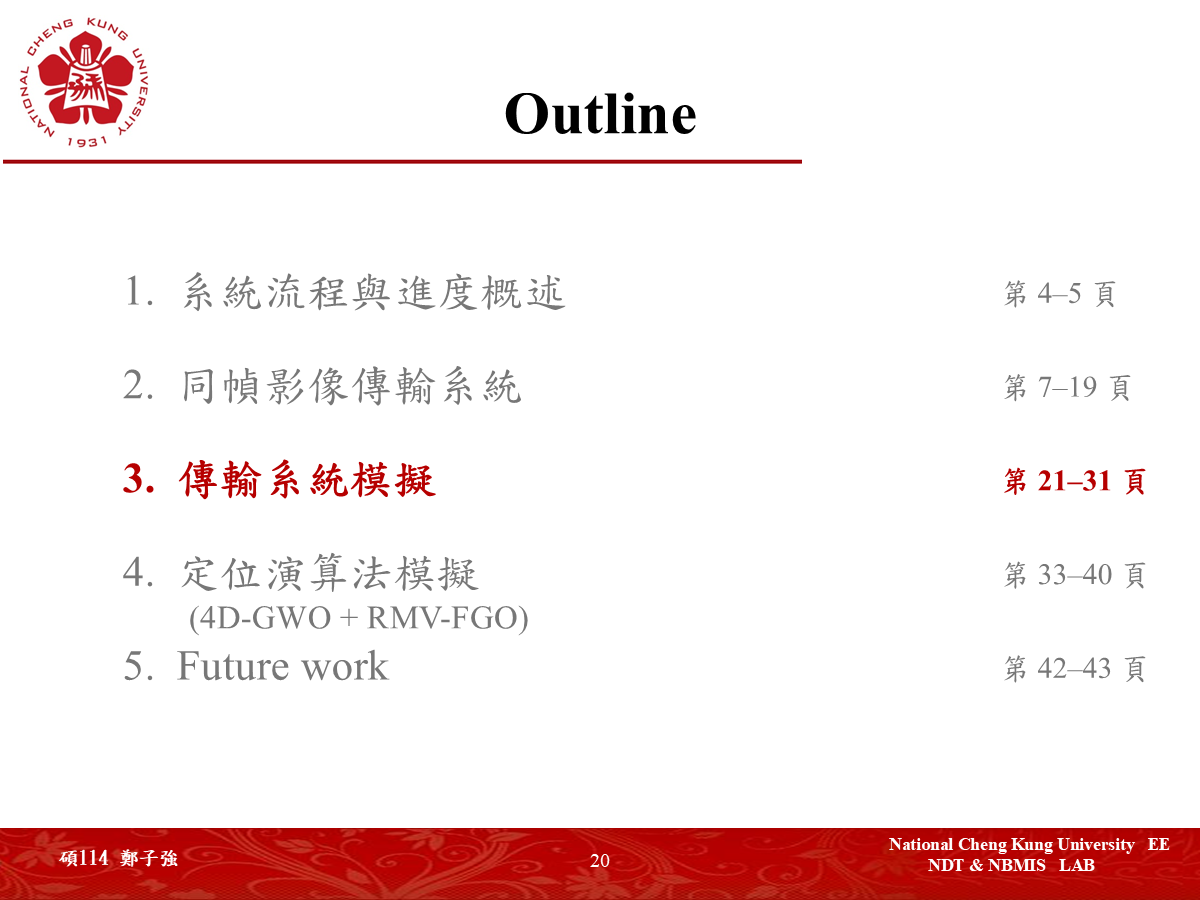 NATIONAL CHENG KUNG UNIVERSITY
1931
Outline
1. 系統流程與進度概述 第 4–5 頁
2. 同幀影像傳輸系統 第 7–19 頁
3. 傳輸系統模擬 第 21–31 頁
4. 定位演算法模擬 第 33–40 頁
(4D-GWO + RMV-FGO)
5. Future work 第 42–43 頁
碩114 鄭子強
20
National Cheng Kung University EE
NDT & NBMIS LAB